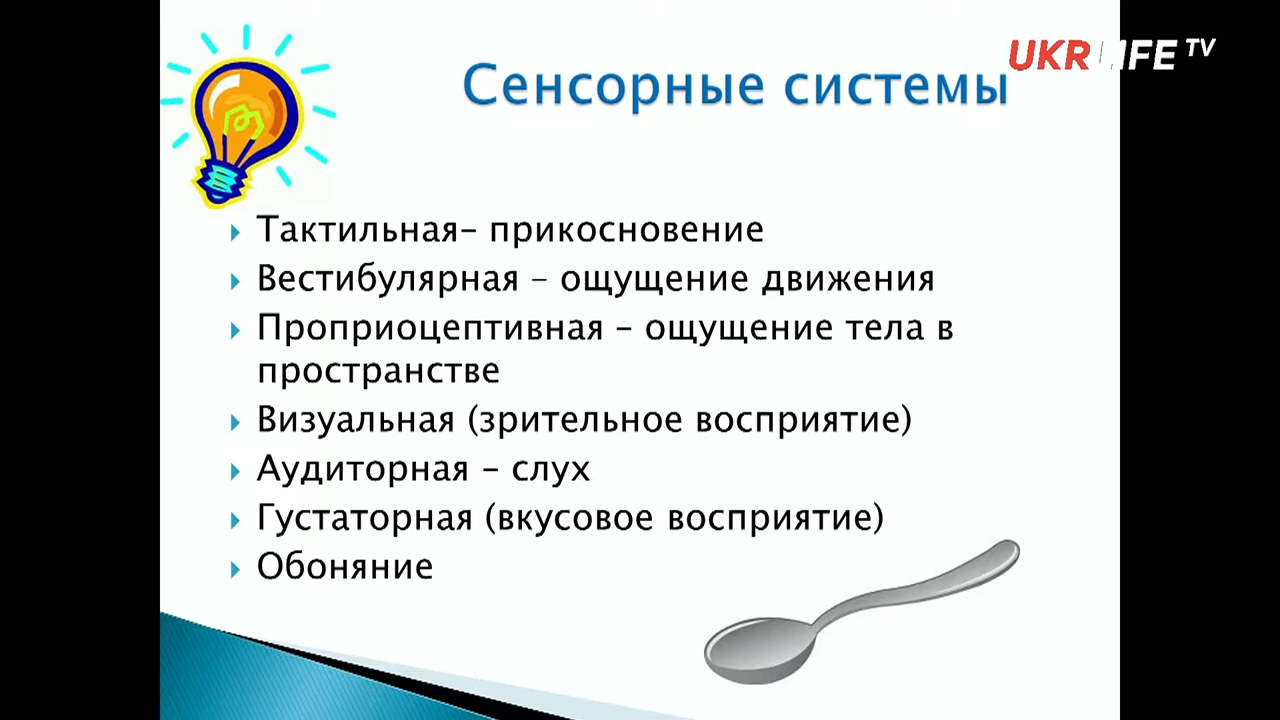 UKRLIFE TV
Сенсорные системы
Тактильная– прикосновение
Вестибулярная – ощущение движения
Проприоцептивная – ощущение тела в
пространстве
Визуальная (зрительное восприятие)
Аудиторная – слух
Густаторная (вкусовое восприятие)
Обоняние